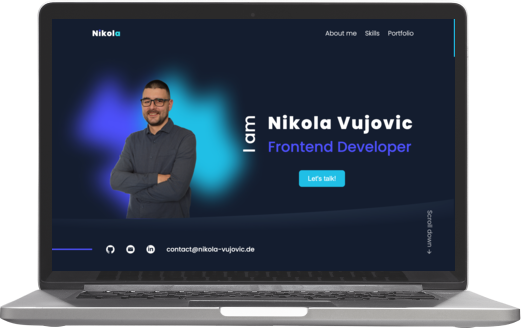 Nikola
About me Skills Portfolio
I am
Nikola Vujovic
Frontend Developer
Let's talk!
Scroll down →
contact@nikola-vujovic.de